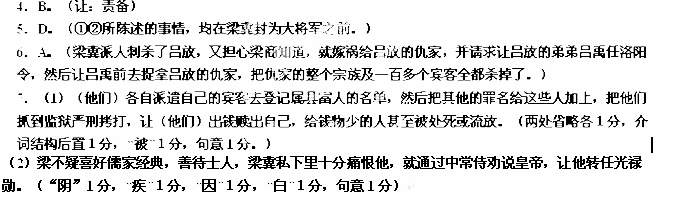 4．B。（让：责备）
5．D。（①②所陈述的事情，均在梁冀封为大将军之前。）
6．A。（梁冀派人刺杀了吕放，又担心梁商知道，就嫁祸给吕放的仇家，并请求让吕放的弟弟吕禹任洛阳
令，然后让吕禹前去捉拿吕放的仇家，把仇家的整个宗族及一百多个宾客全都杀掉了。）
（1）（他们）各自派遣自己的宾客去登记属县富人的名单，然后把其他的罪名给这些人加上，把他们
抓到监狱严刑拷打，让（他们）出钱赎出自己，给钱物少的人甚至被处死或流放。（两处省略各1分，介
词结构后置1分，“被”1分，句意1分。）
（2）梁不疑喜好儒家经典，善待士人，梁冀私下里十分痛恨他，就通过中常侍劝说皇帝，让他转任光禄
勋。（“阴”1分，“疾”1分，“因”1分，“白”1分，句意1分）